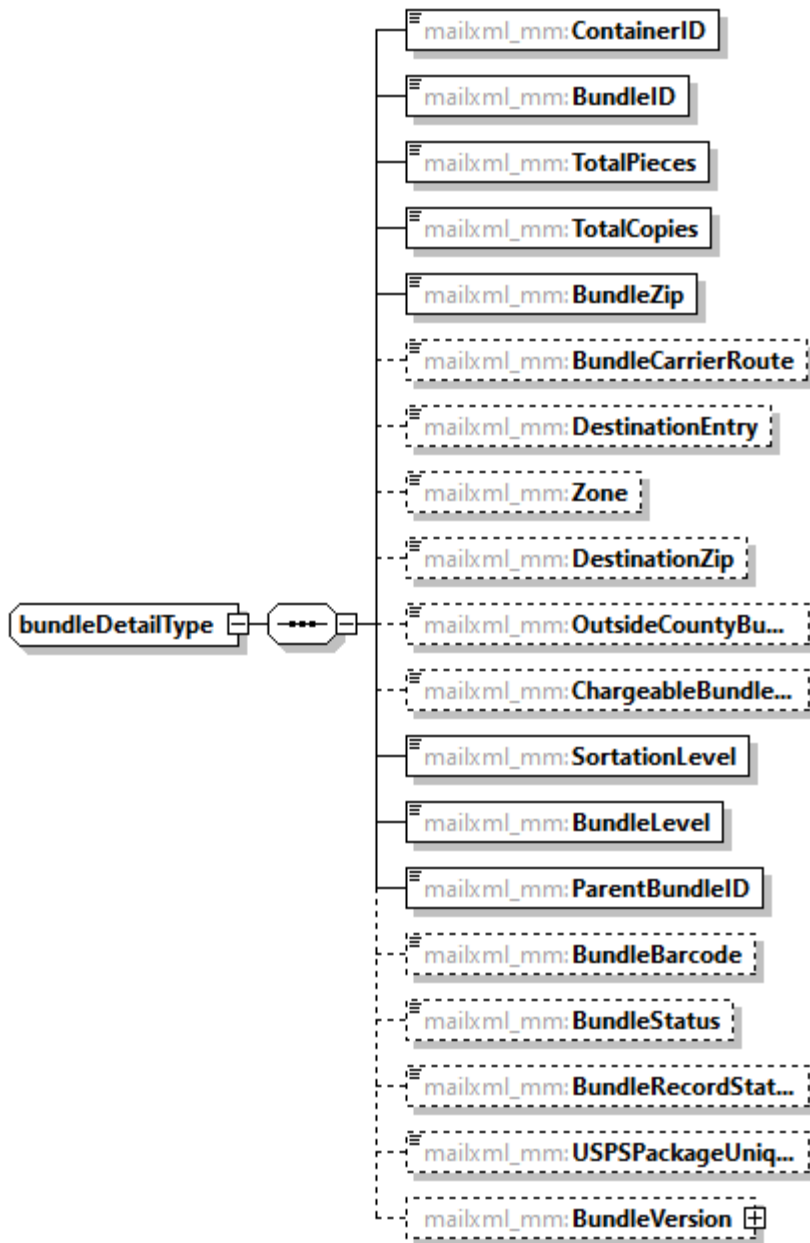 mailxml_mm:ContainerID
mailxml_mm:BundleID
mailxml_mm:TotalPieces
mailxml_mm:TotalCopies
mailxml_mm:BundleZip
mailxml_mm:BundleCarrierRoute
mailxml_mm:DestinationEntry
mailxml_mm:Zone
mailxml_mm:DestinationZip
bundleDetailType
mailxml_mm:OutsideCountyBu...
mailxml_mm:ChargeableBundle...
mailxml_mm:SortationLevel
mailxml_mm:BundleLevel
mailxml_mm:ParentBundleID
mailxml_mm:BundleBarcode
mailxml_mm:BundleStatus
mailxml_mm:BundleRecordStat...
mailxml_mm:USPSPackageUniq...
mailxml_mm:BundleVersion